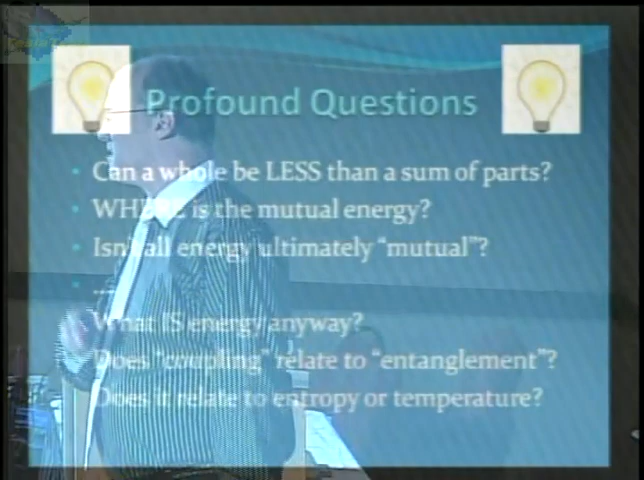 Profound Questions
• Can a whole be LESS than a sum of parts?
• WHERE is the mutual energy?
• Isn't all energy ultimately “mutual”?
• ...
• What IS energy anyway?
• Does “coupling” relate to “entanglement”?
• Does it relate to entropy or temperature?